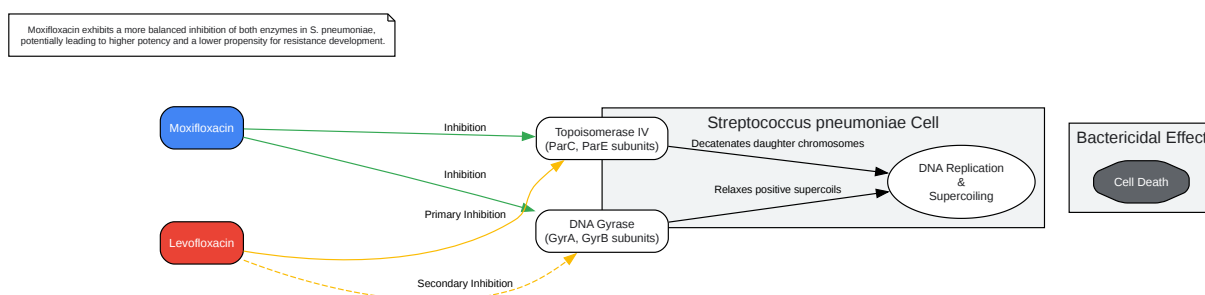 Moxifloxacin exhibits a more balanced inhibition of both enzymes in S. pneumoniae,
potentially leading to higher potency and a lower propensity for resistance development.
Moxifloxacin
Levofloxacin
Inhibition
Inhibition
Primary Inhibition
Secondary Inhibition
Topoisomerase IV
(ParC, ParE subunits)
DNA Gyrase
(GyrA, GyrB subunits)
Streptococcus pneumoniae Cell
Decatenates daughter chromosomes
Relaxes positive supercoils
DNA Replication
&
Supercoiling
Bactericidal Effect
Cell Death